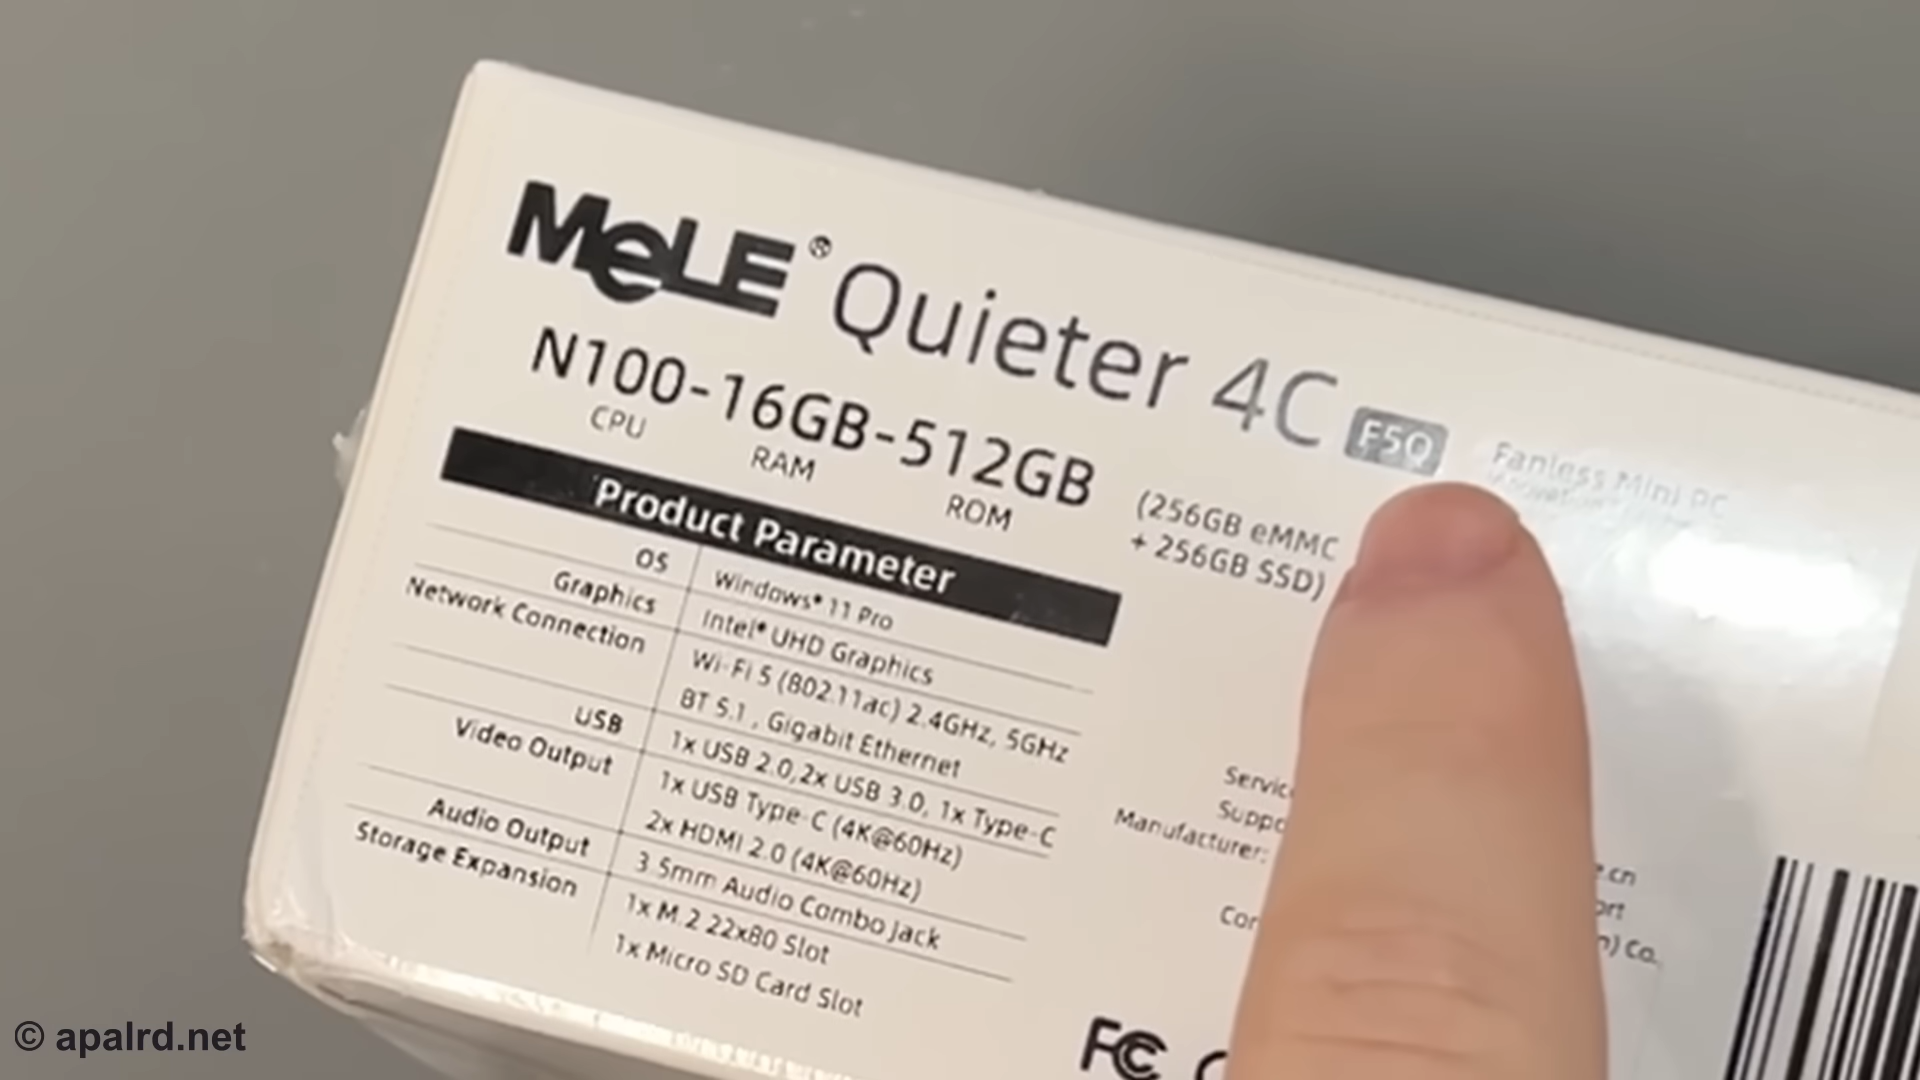 MeLE® Quieter 4C F5Q
Fanless Mini PC
N100-16GB-512GB
CPU RAM ROM
(256GB eMMC
+ 256GB SSD)
Product Parameter
OS Windows® 11 Pro
Graphics Intel® UHD Graphics
Network Connection Wi-Fi 5 (802.11ac) 2.4GHz, 5GHz
BT 5.1 , Gigabit Ethernet
USB 1x USB 2.0,2x USB 3.0, 1x Type-C
Video Output 1x USB Type-C (4K@60Hz)
2x HDMI 2.0 (4K@60Hz)
Audio Output 3.5mm Audio Combo Jack
Storage Expansion 1x M.2 22x80 Slot
1x Micro SD Card Slot
Manufacturer:
Co.
FC
© apalrd.net